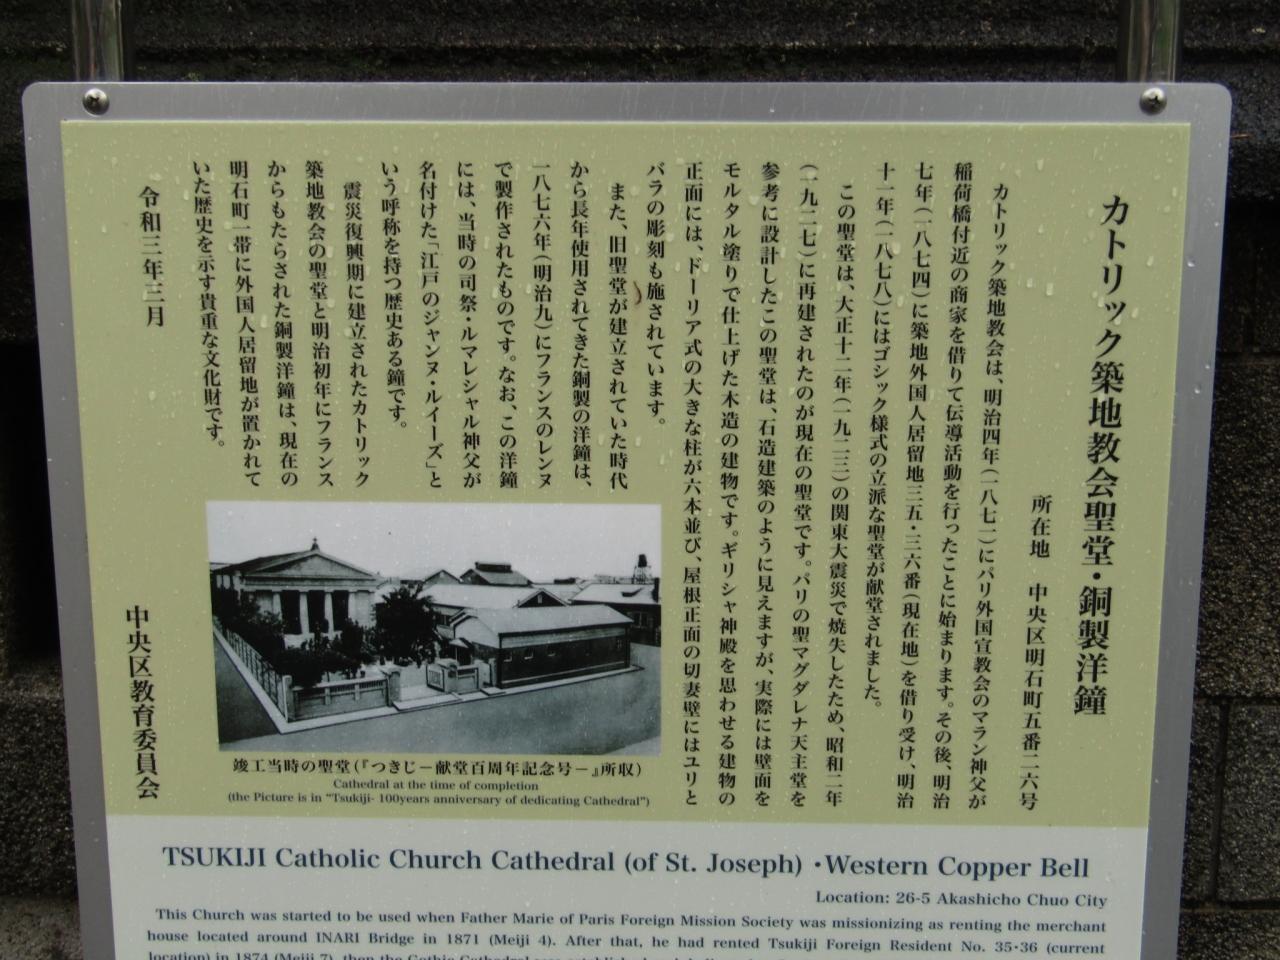 カトリック築地教会聖堂・銅製洋鐘
所在地　中央区明石町五番二六号
カトリック築地教会は、明治四年（一八七一）にパリ外国宣教会のマラン神父が
稲荷橋付近の商家を借りて伝導活動を行ったことに始まります。その後、明治
七年（一八七四）に築地外国人居留地三五・三六番（現在地）を借り受け、明治
十一年（一八七八）にはゴシック様式の立派な聖堂が献堂されました。
この聖堂は、大正十二年（一九二三）の関東大震災で焼失したため、昭和二年
（一九二七）に再建されたのが現在の聖堂です。パリの聖マグダレナ天主堂を
参考に設計したこの聖堂は、石造建築のように見えますが、実際には壁面を
モルタル塗りで仕上げた木造の建物です。ギリシャ神殿を思わせる建物の
正面には、ドーリア式の大きな柱が六本並び、屋根正面の切妻壁にはユリと
バラの彫刻も施されています。
また、旧聖堂が建立されていた時代
から長年使用されてきた銅製の洋鐘は、
一八七六年（明治九）にフランスのレンヌ
で製作されたものです。なお、この洋鐘
には、当時の司祭・ルマレシャル神父が
名付けた「江戸のジャンヌ・ルイーズ」と
いう呼称を持つ歴史ある鐘です。
震災復興期に建立されたカトリック
築地教会の聖堂と明治初年にフランス
からもたらされた銅製洋鐘は、現在の
明石町一帯に外国人居留地が置かれて
いた歴史を示す貴重な文化財です。
令和三年三月
中央区教育委員会
竣工当時の聖堂（『つきじ－献堂百周年記念号－』所収）
Cathedral at the time of completion
(the Picture is in "Tsukiji- 100years anniversary of dedicating Cathedral")
TSUKIJI Catholic Church Cathedral (of St. Joseph) ・Western Copper Bell
Location: 26-5 Akashicho Chuo City
This Church was started to be used when Father Marie of Paris Foreign Mission Society was missionizing as renting the merchant
house located around INARI Bridge in 1871 (Meiji 4). After that, he had rented Tsukiji Foreign Resident No. 35・36 (current
location) in 1874 (Meiji 7), then the Gothic Cathedral was